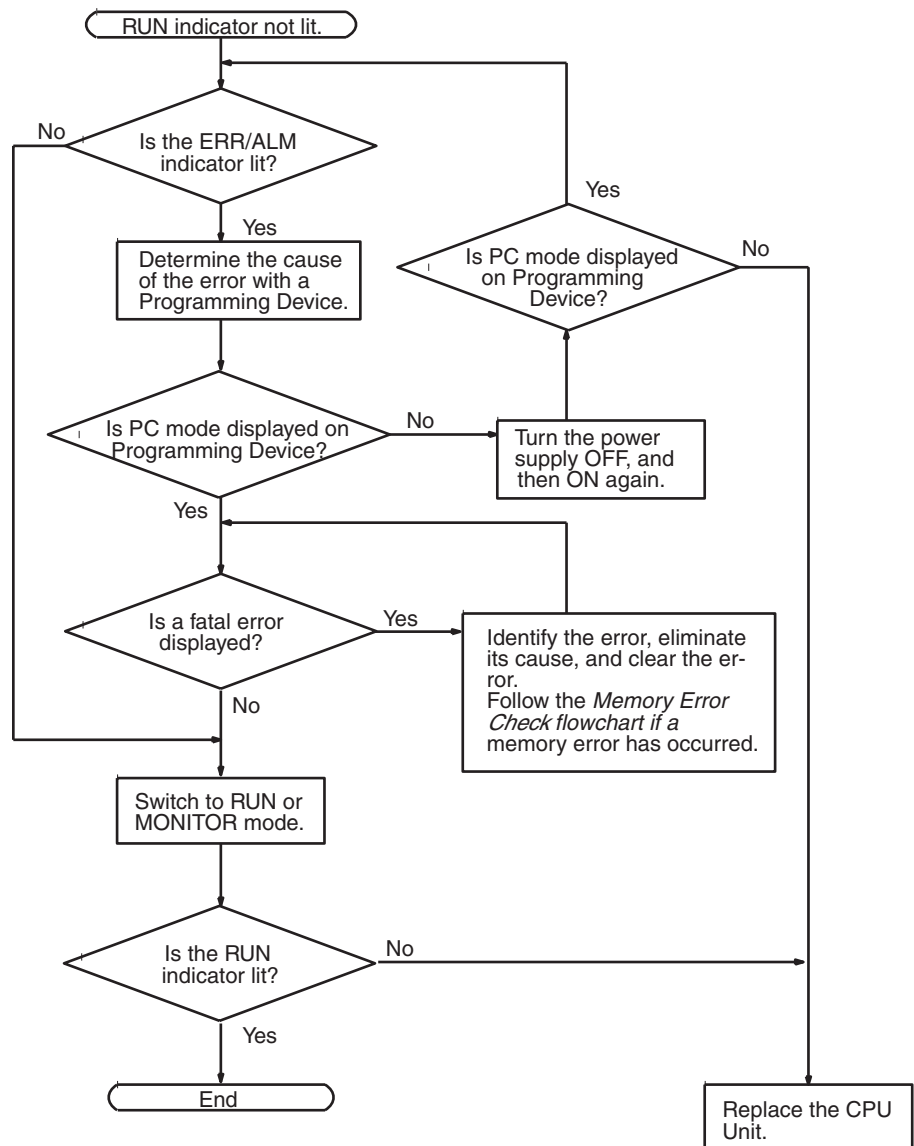 RUN indicator not lit.
No
Is the ERR/ALM
indicator lit?
Yes
Yes
Determine the cause
of the error with a
Programming Device.
Is PC mode displayed
on Programming
Device?
No
Is PC mode displayed on
Programming Device?
No
Turn the power
supply OFF, and
then ON again.
Yes
Is a fatal error
displayed?
Yes
Identify the error, eliminate
its cause, and clear the er-
ror.
Follow the Memory Error
Check flowchart if a
memory error has occurred.
No
Switch to RUN or
MONITOR mode.
Is the RUN
indicator lit?
No
Yes
End
Replace the CPU
Unit.